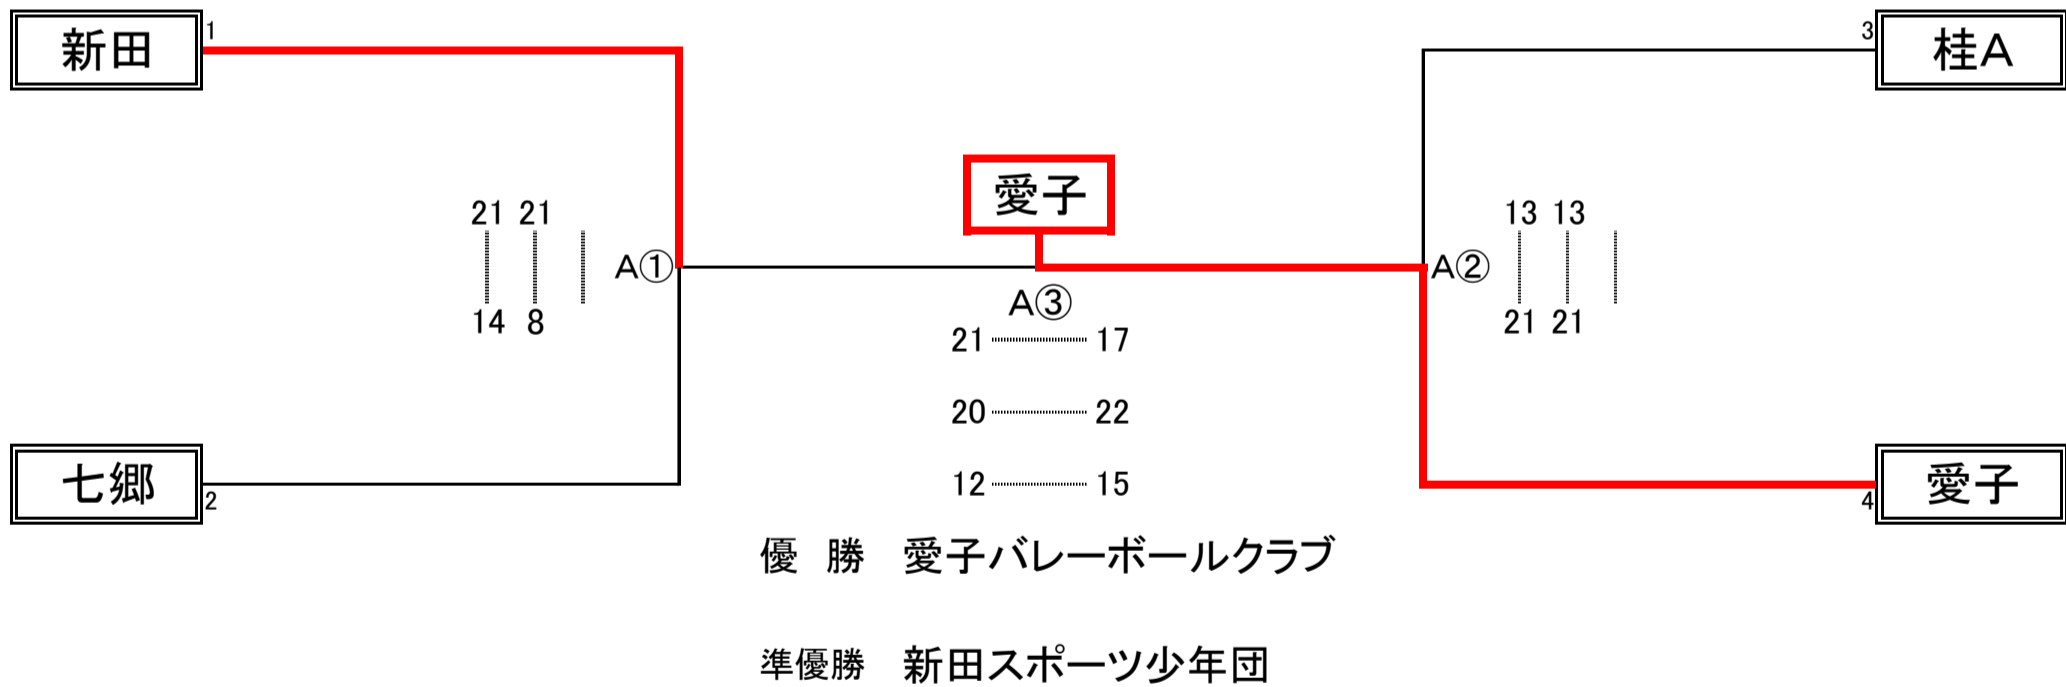 新田 1 3 桂A
愛子
21 21 13 13
A① A②
A③
14 8 21 21
21 17
20 22
12 15
七郷 2 4 愛子
優 勝 愛子バレーボールクラブ
準優勝 新田スポーツ少年団